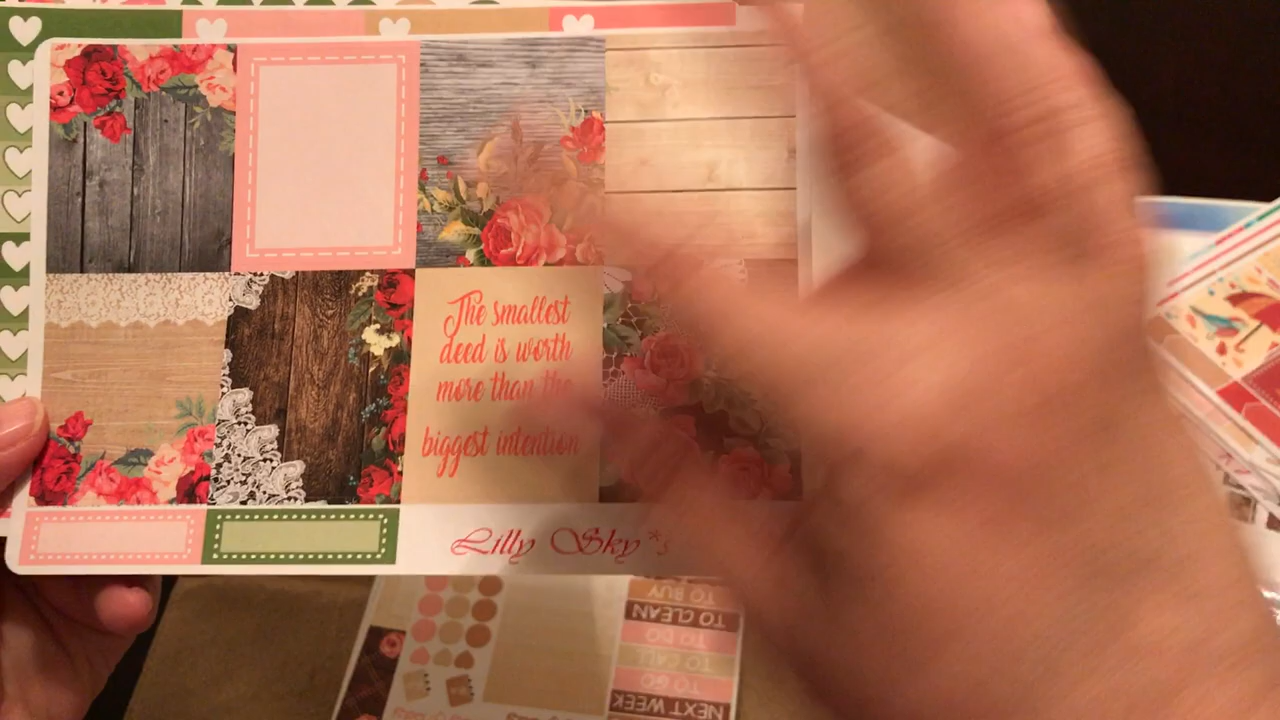 The smallest
deed is worth
more than the
biggest intention
Lilly Sky*s
TO BUY
TO CLEAN
TO DO
TO CALL
TO GO
NEXT WEEK